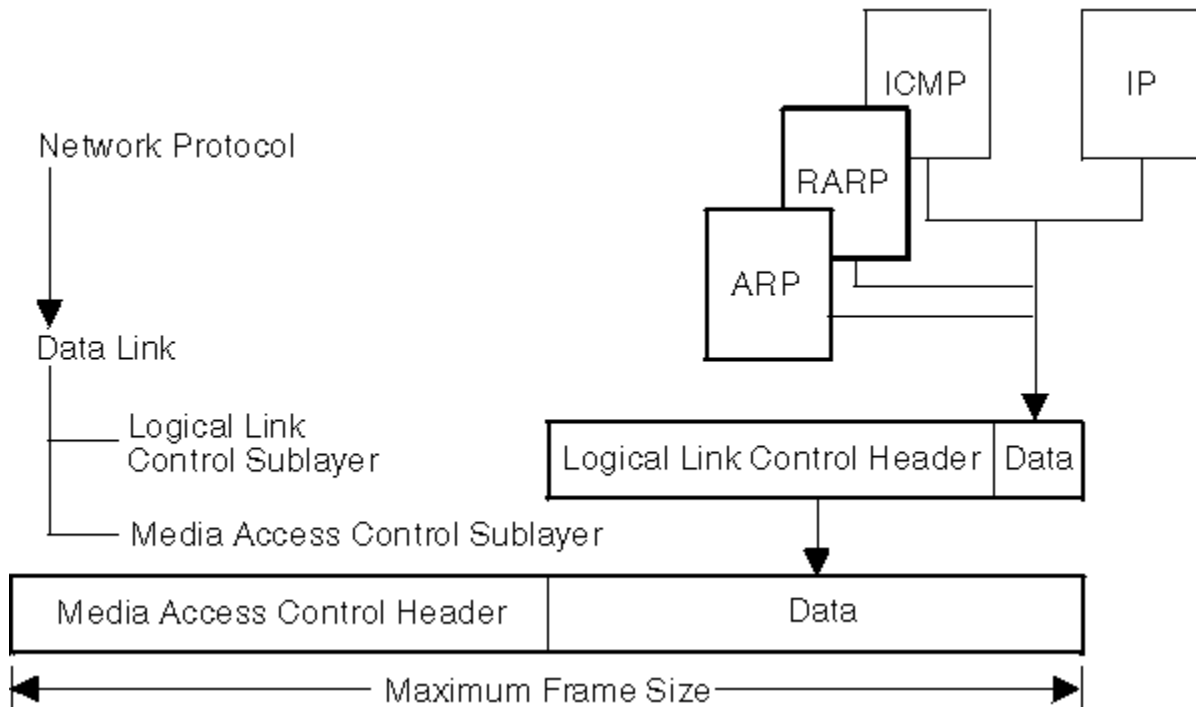 ICMP
IP
Network Protocol
RARP
ARP
Data Link
Logical Link
Control Sublayer
Logical Link Control Header
Data
Media Access Control Sublayer
Media Access Control Header
Data
Maximum Frame Size